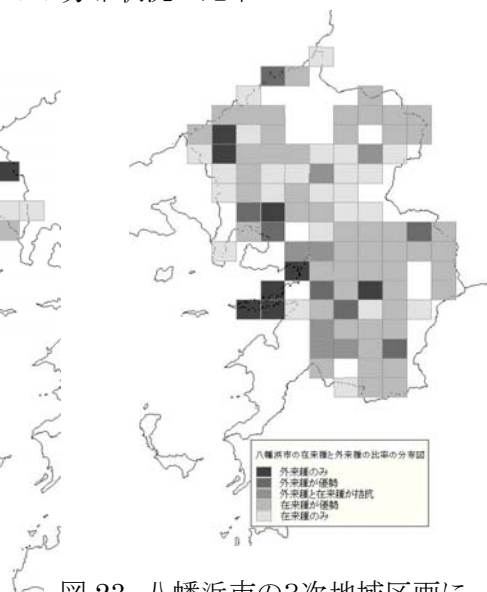 八幡浜市の在来種と外来種の比率の分布図
外来種のみ
外来種が優勢
外来種と在来種が拮抗
在来種が優勢
在来種のみ
図 22 八幡浜市の3次地域区画に